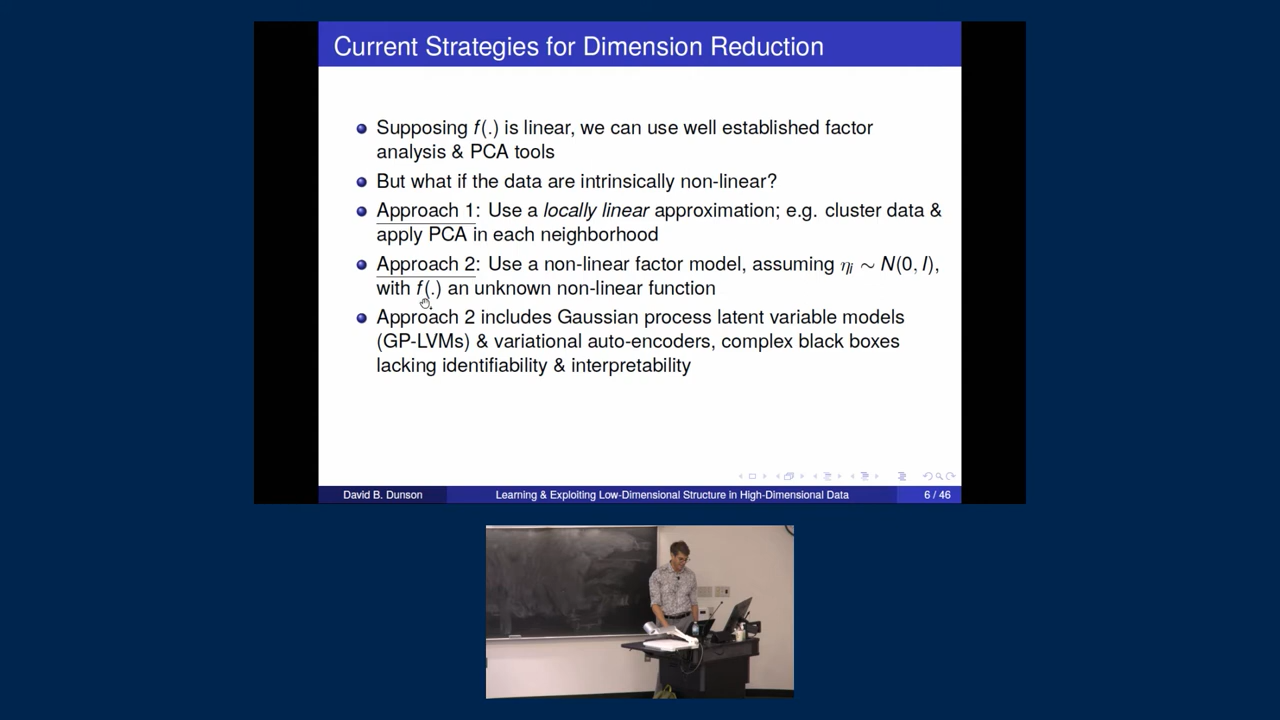 Current Strategies for Dimension Reduction
Supposing f(.) is linear, we can use well established factor
analysis & PCA tools
But what if the data are intrinsically non-linear?
Approach 1: Use a locally linear approximation; e.g. cluster data &
apply PCA in each neighborhood
Approach 2: Use a non-linear factor model, assuming ηᵢ ∼ N(0, I),
with f(.) an unknown non-linear function
Approach 2 includes Gaussian process latent variable models
(GP-LVMs) & variational auto-encoders, complex black boxes
lacking identifiability & interpretability
David B. Dunson Learning & Exploiting Low-Dimensional Structure in High-Dimensional Data 6 / 46